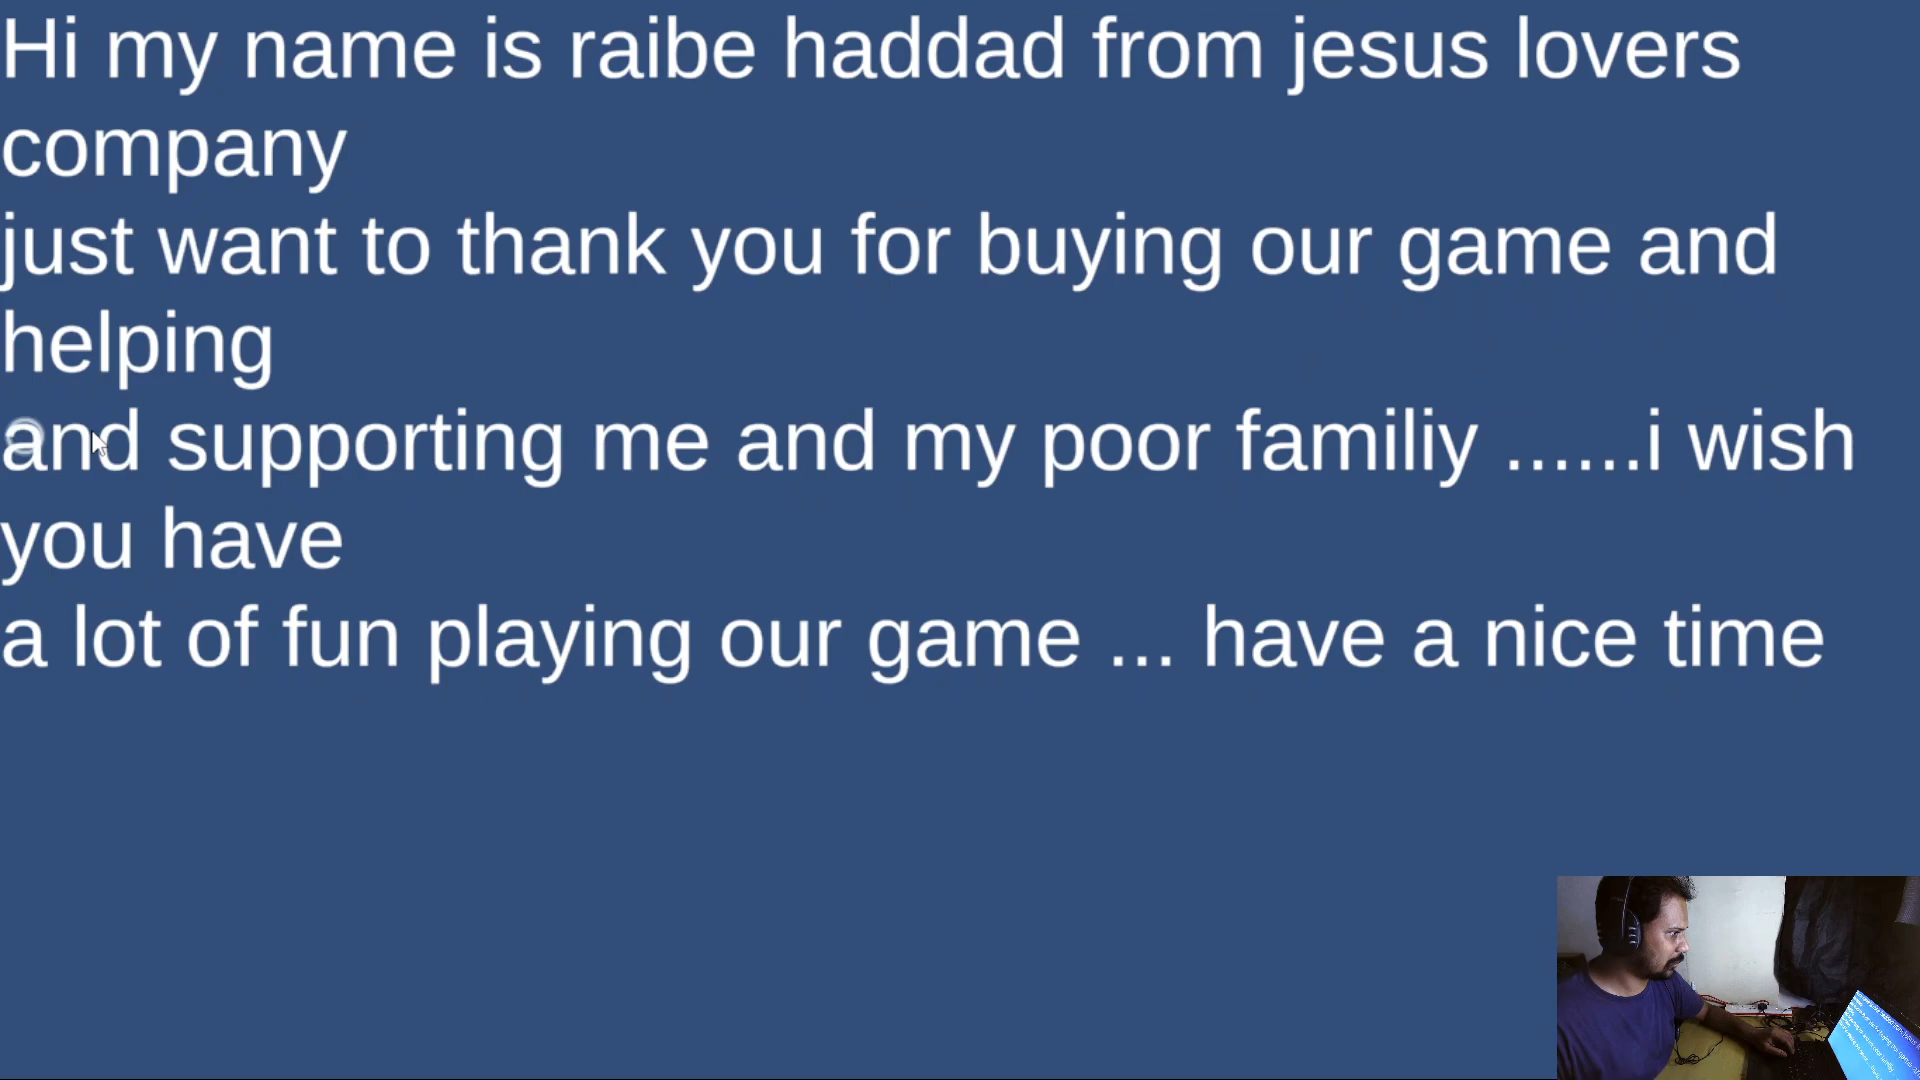 Hi my name is raibe haddad from jesus lovers
company
just want to thank you for buying our game and
helping
and supporting me and my poor familiy ......i wish
you have
a lot of fun playing our game ... have a nice time